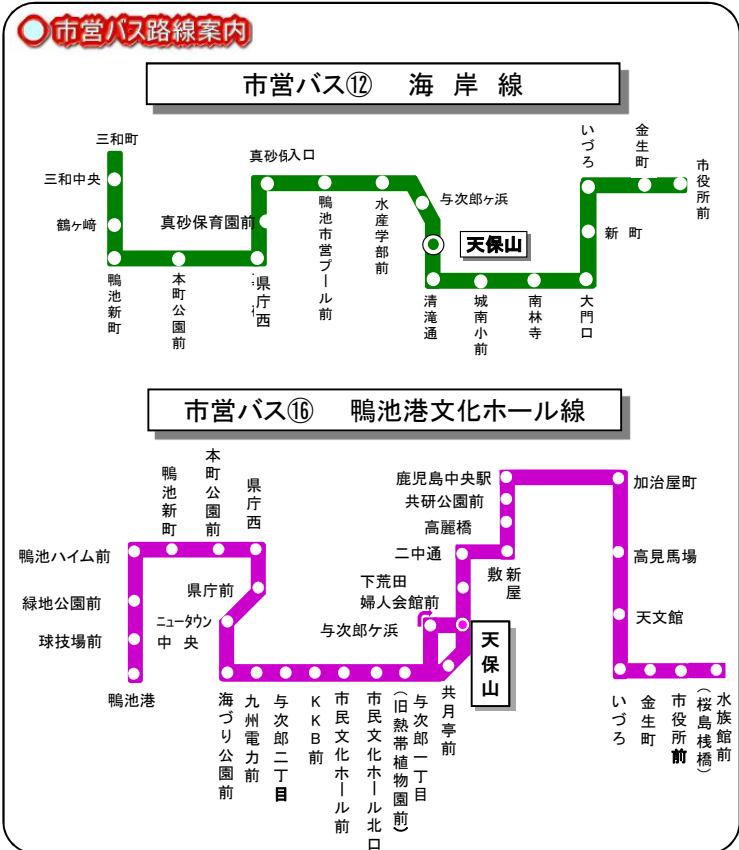 市営バス路線案内
市営バス⑫ 海岸線
三和町
三和中央
鶴ヶ崎
鴨池新町
本町公園前
県庁西
真砂保育園前
入口
鴨池市営プール前
水産学部前
与次郎ヶ浜
天保山
清滝通
城南小前
南林寺
大門口
新町
いづろ
金生町
市役所前
市営バス⑯ 鴨池港文化ホール線
鴨池港
球技場前
緑地公園前
鴨池ハイム前
鴨池新町
本町公園前
県庁西
県庁前
ニュータウン
中央
海づり公園前
九州電力前
与次郎二丁目
KKB前
市民文化ホール前
市民文化ホール北口
与次郎一丁目
(旧熱帯植物園前)
共月亭前
与次郎ケ浜
天保山
下荒田
婦人会館前
二中通
新屋
敷
高麗橋
共研公園前
鹿児島中央駅
加治屋町
高見馬場
天文館
いづろ
金生町
市役所前
水族館前
(桜島桟橋)